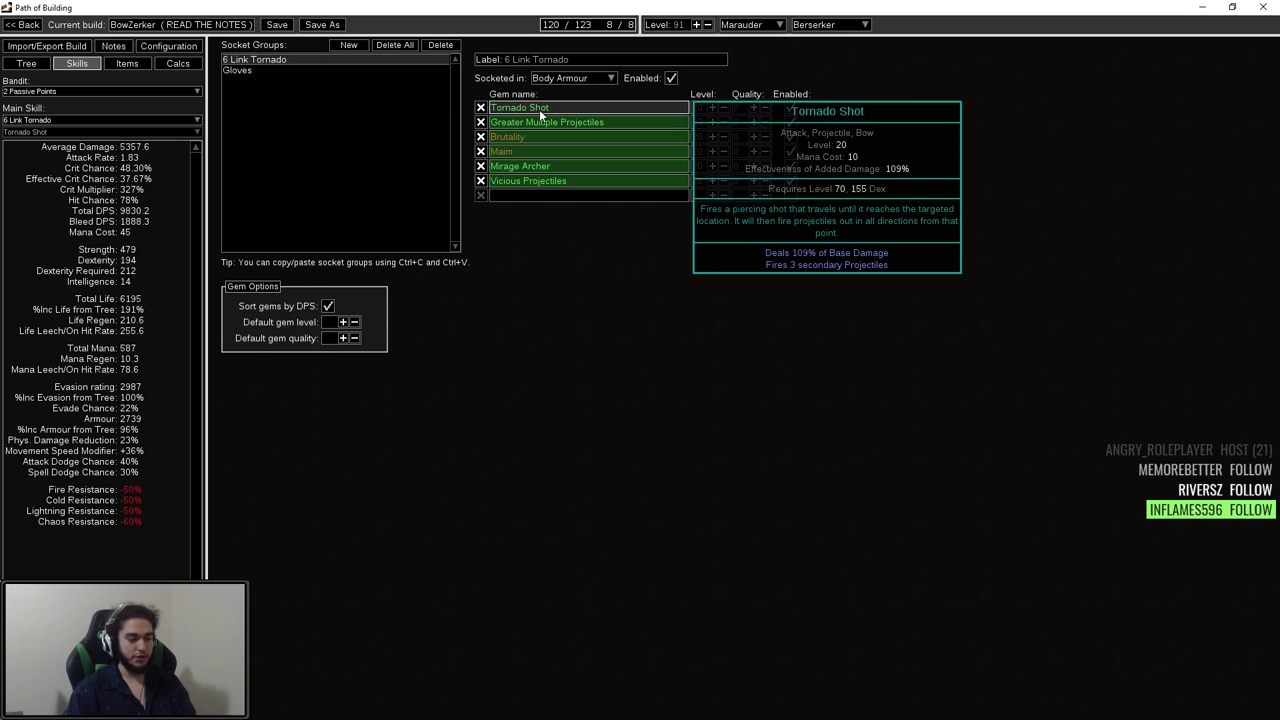 Path of Building
<< Back
Current build: BowZerker ( READ THE NOTES )
Save
Save As
120 / 123 8 / 8
Level: 91 + −
Marauder
Berserker
Import/Export Build
Notes
Configuration
Tree
Skills
Items
Calcs
Bandit:
2 Passive Points
Main Skill:
6 Link Tornado
Tornado Shot
Average Damage: 5357.6
Attack Rate: 1.83
Crit Chance: 48.30%
Effective Crit Chance: 37.67%
Crit Multiplier: 327%
Hit Chance: 78%
Total DPS: 9830.2
Bleed DPS: 1888.3
Mana Cost: 45
Strength: 479
Dexterity: 194
Dexterity Required: 212
Intelligence: 14
Total Life: 6195
%Inc Life from Tree: 191%
Life Regen: 210.6
Life Leech/On Hit Rate: 255.6
Total Mana: 587
Mana Regen: 10.3
Mana Leech/On Hit Rate: 78.6
Evasion rating: 2987
%Inc Evasion from Tree: 100%
Evade Chance: 22%
Armour: 2739
%Inc Armour from Tree: 96%
Phys. Damage Reduction: 23%
Movement Speed Modifier: +36%
Attack Dodge Chance: 40%
Spell Dodge Chance: 30%
Fire Resistance: -50%
Cold Resistance: -50%
Lightning Resistance: -50%
Chaos Resistance: -60%
Socket Groups:
New
Delete All
Delete
6 Link Tornado
Gloves
Tip: You can copy/paste socket groups using Ctrl+C and Ctrl+V.
Gem Options
Sort gems by DPS:
Default gem level: + −
Default gem quality: + −
Label: 6 Link Tornado
Socketed in: Body Armour Enabled:
Gem name: Level: Quality: Enabled:
Tornado Shot
Greater Multiple Projectiles
Brutality
Maim
Mirage Archer
Vicious Projectiles
Tornado Shot
Attack, Projectile, Bow
Level: 20
Mana Cost: 10
Effectiveness of Added Damage: 109%
Requires Level 70, 155 Dex
Fires a piercing shot that travels until it reaches the targeted
location. It will then fire projectiles out in all directions from that
point.
Deals 109% of Base Damage
Fires 3 secondary Projectiles
ANGRY_ROLEPLAYER HOST (21)
MEMOREBETTER FOLLOW
RIVERSZ FOLLOW
INFLAMES596 FOLLOW